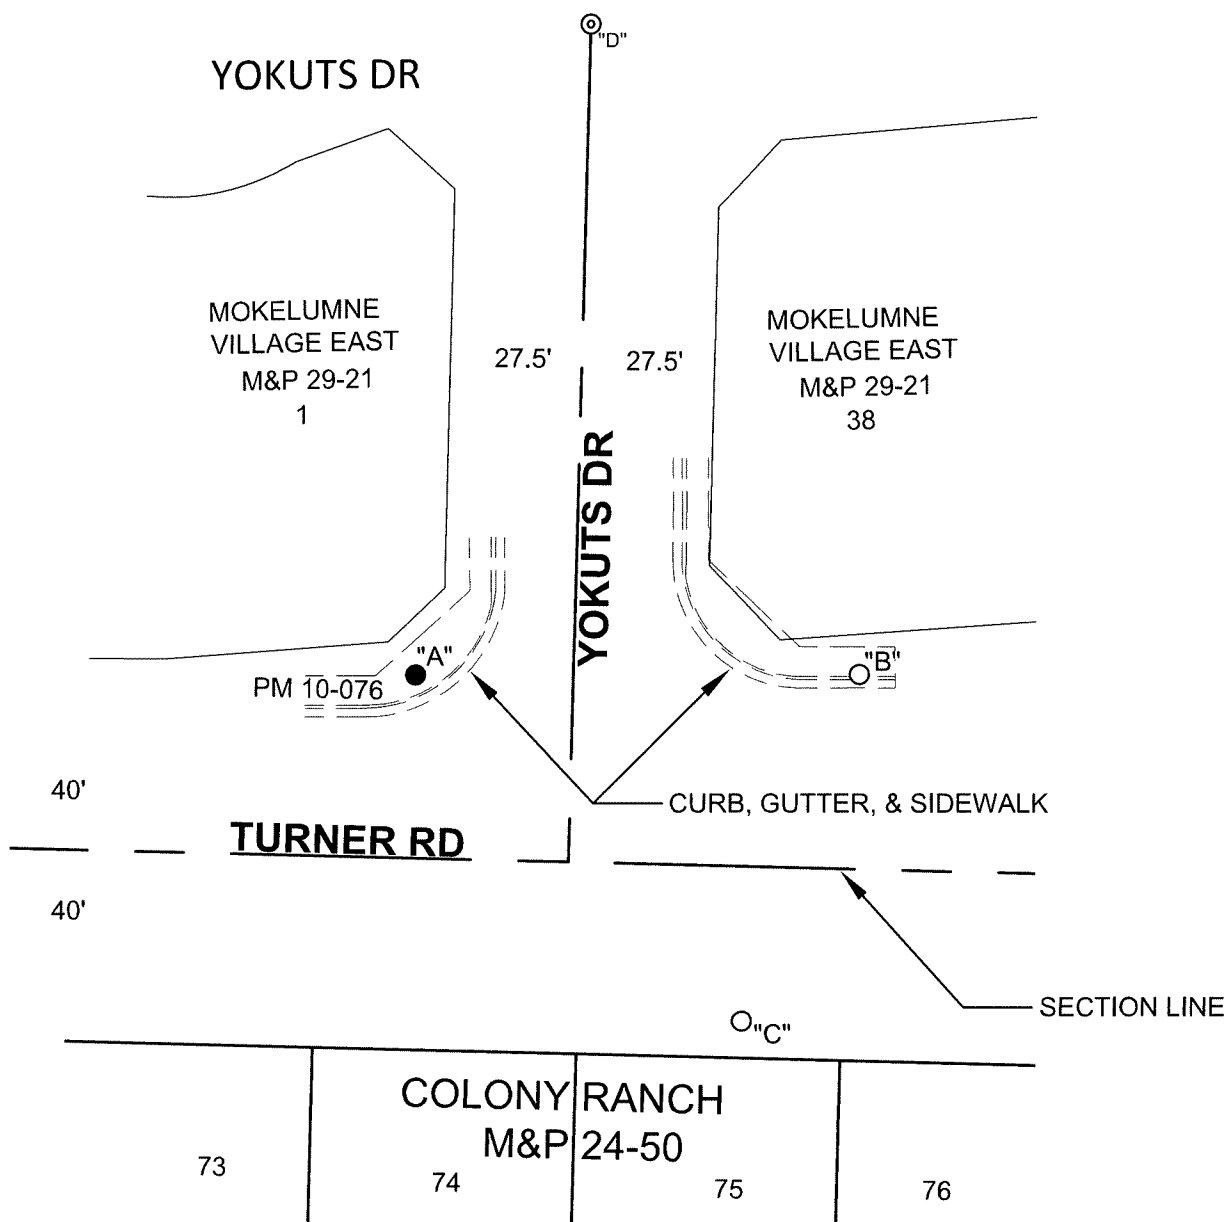 "D"
YOKUTS DR
MOKELUMNE
VILLAGE EAST
M&P 29-21
1
27.5'
27.5'
MOKELUMNE
VILLAGE EAST
M&P 29-21
38
YOKUTS DR
"A"
"B"
PM 10-076
40'
CURB, GUTTER, & SIDEWALK
TURNER RD
40'
SECTION LINE
"C"
COLONY RANCH
M&P 24-50
73
74
75
76